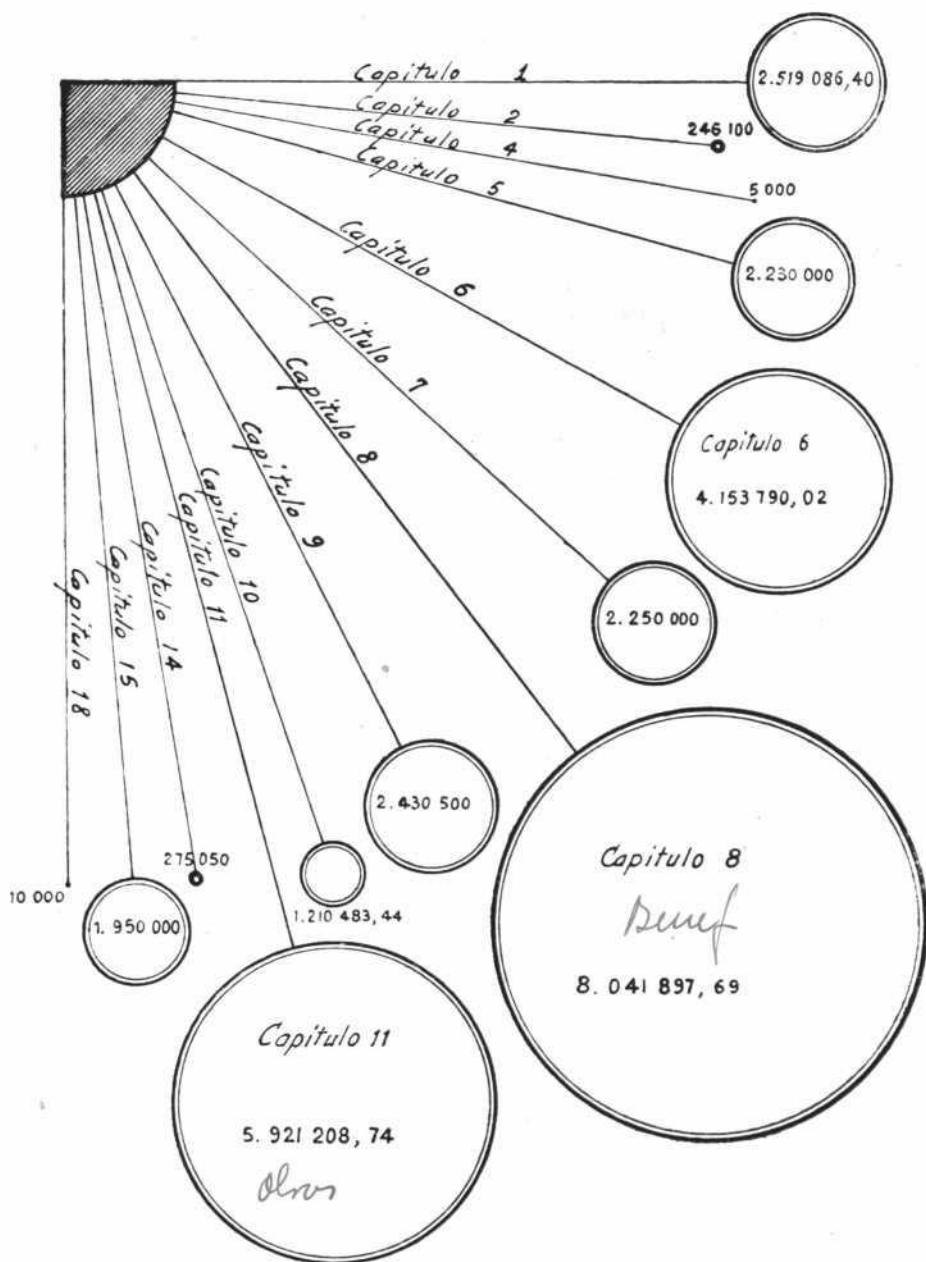 Capitulo 1
2.519 086,40
Capitulo 2
246 100
Capitulo 4
5 000
Capitulo 5
2.230 000
Capitulo 6
Capitulo 6
4.153 790,02
Capitulo 7
2.250 000
Capitulo 8
Capitulo 8
Benef
8.041 897,69
Capitulo 9
2.430 500
Capitulo 10
1.210 483,44
Capitulo 11
Capitulo 11
5.921 208,74
Obras
Capitulo 14
275 050
Capitulo 15
1.950 000
Capitulo 18
10 000